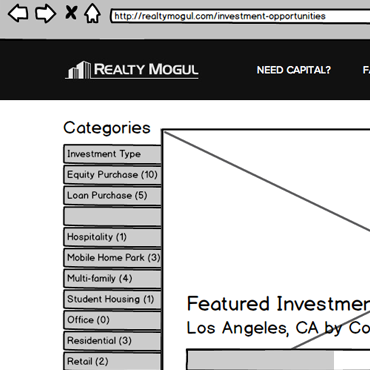 http://realtymogul.com/investment-opportunities
REALTY MOGUL
NEED CAPITAL?
Categories
Investment Type
Equity Purchase (10)
Loan Purchase (5)
Hospitality (1)
Mobile Home Park (3)
Multi-family (4)
Student Housing (1)
Featured Investmen
Office (0)
Los Angeles, CA by Co
Residential (3)
Retail (2)